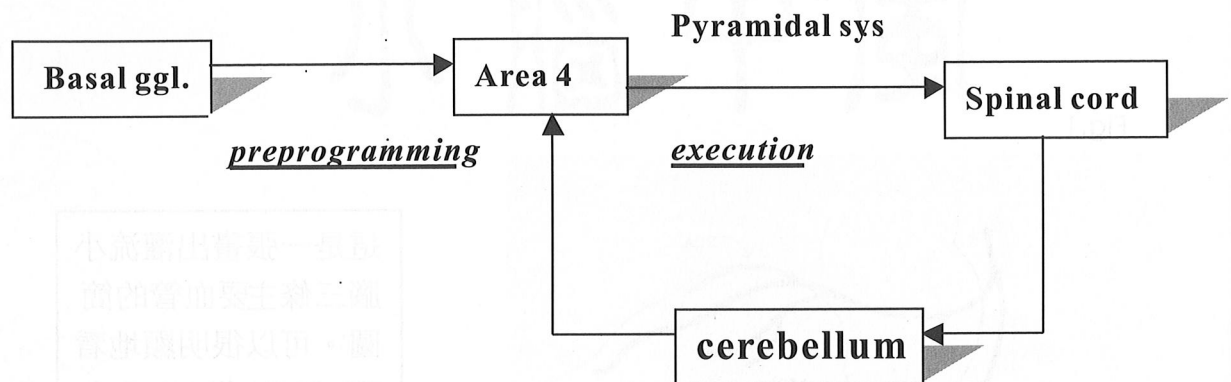 Pyramidal sys
Basal ggl.
Area 4
Spinal cord
preprogramming
execution
cerebellum